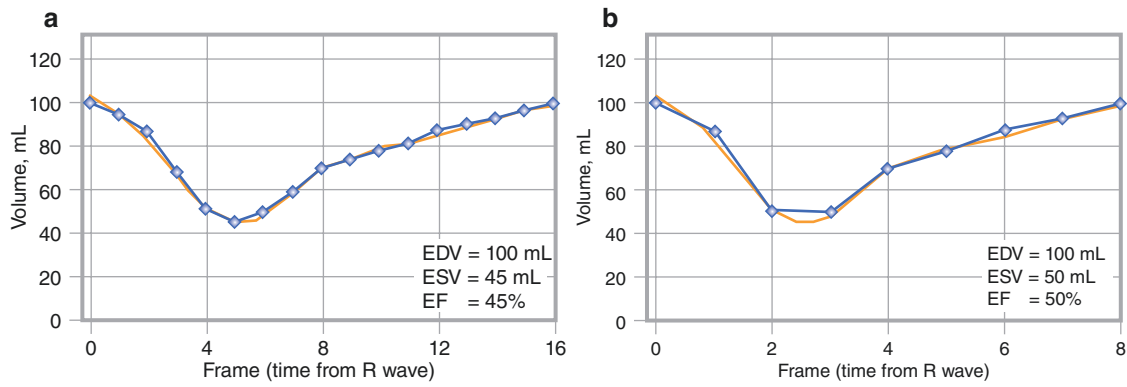 a
120
100
80
60
40
20
0
Volume, mL
EDV = 100 mL
ESV = 45 mL
EF = 45%
0 4 8 12 16
Frame (time from R wave)
b
120
100
80
60
40
20
0
Volume, mL
EDV = 100 mL
ESV = 50 mL
EF = 50%
0 2 4 6 8
Frame (time from R wave)